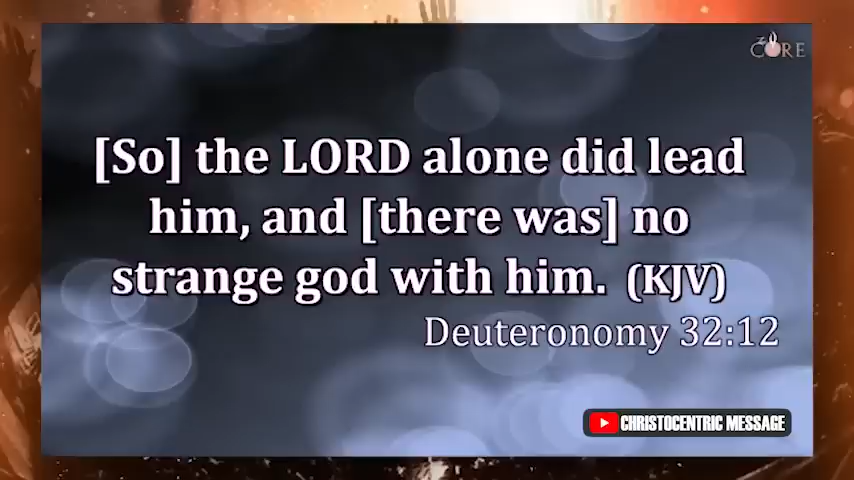 CORE
[So] the LORD alone did lead
him, and [there was] no
strange god with him. (KJV)
Deuteronomy 32:12
CHRISTOCENTRIC MESSAGE